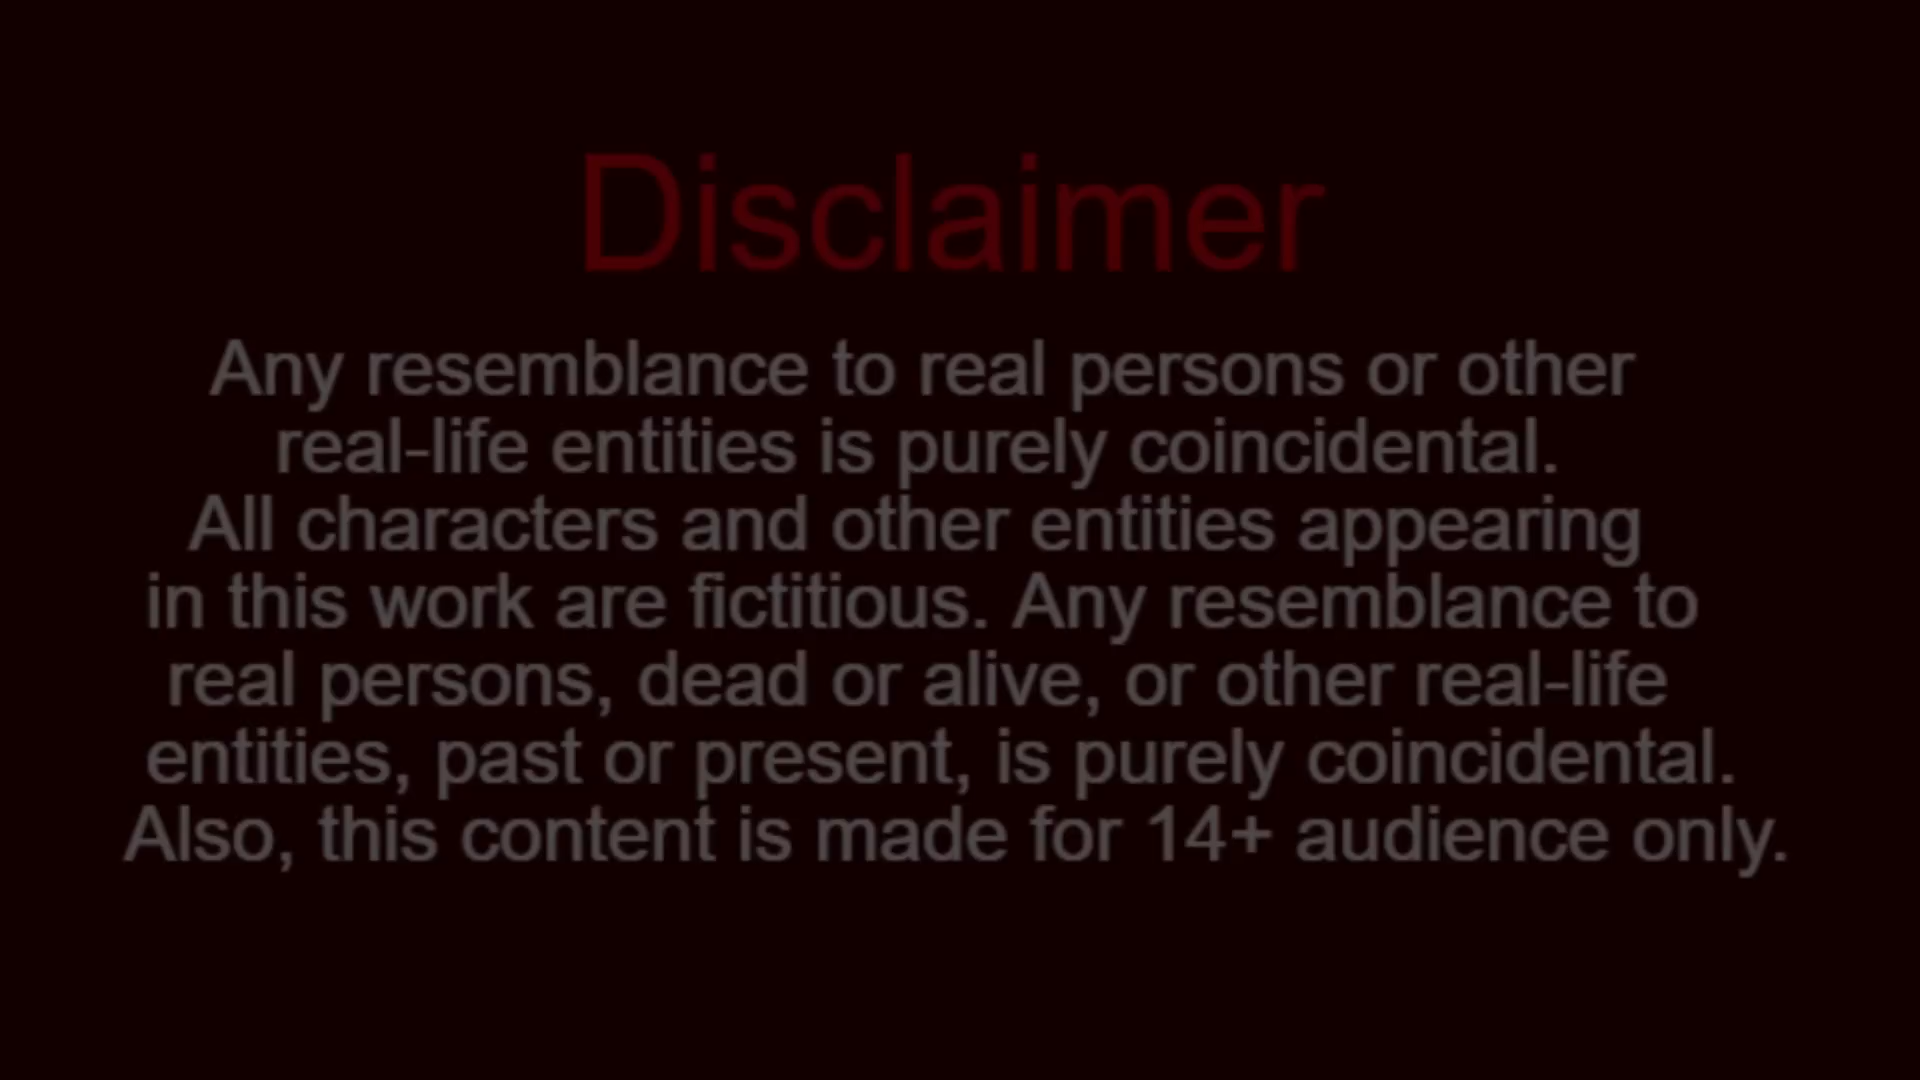 Disclaimer
Any resemblance to real persons or other
real-life entities is purely coincidental.
All characters and other entities appearing
in this work are fictitious. Any resemblance to
real persons, dead or alive, or other real-life
entities, past or present, is purely coincidental.
Also, this content is made for 14+ audience only.